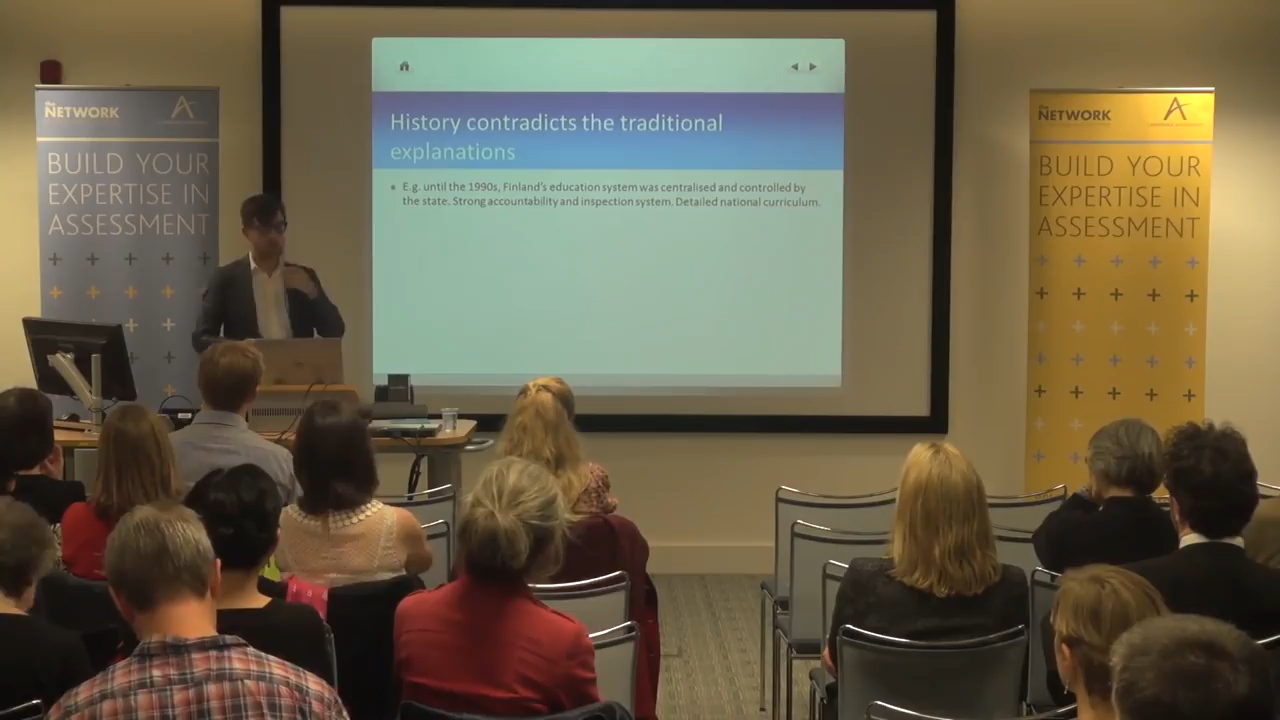 the
NETWORK
BUILD YOUR
EXPERTISE IN
ASSESSMENT
History contradicts the traditional
explanations
• E.g. until the 1990s, Finland's education system was centralised and controlled by
the state. Strong accountability and inspection system. Detailed national curriculum.
the
NETWORK
BUILD YOUR
EXPERTISE IN
ASSESSMENT